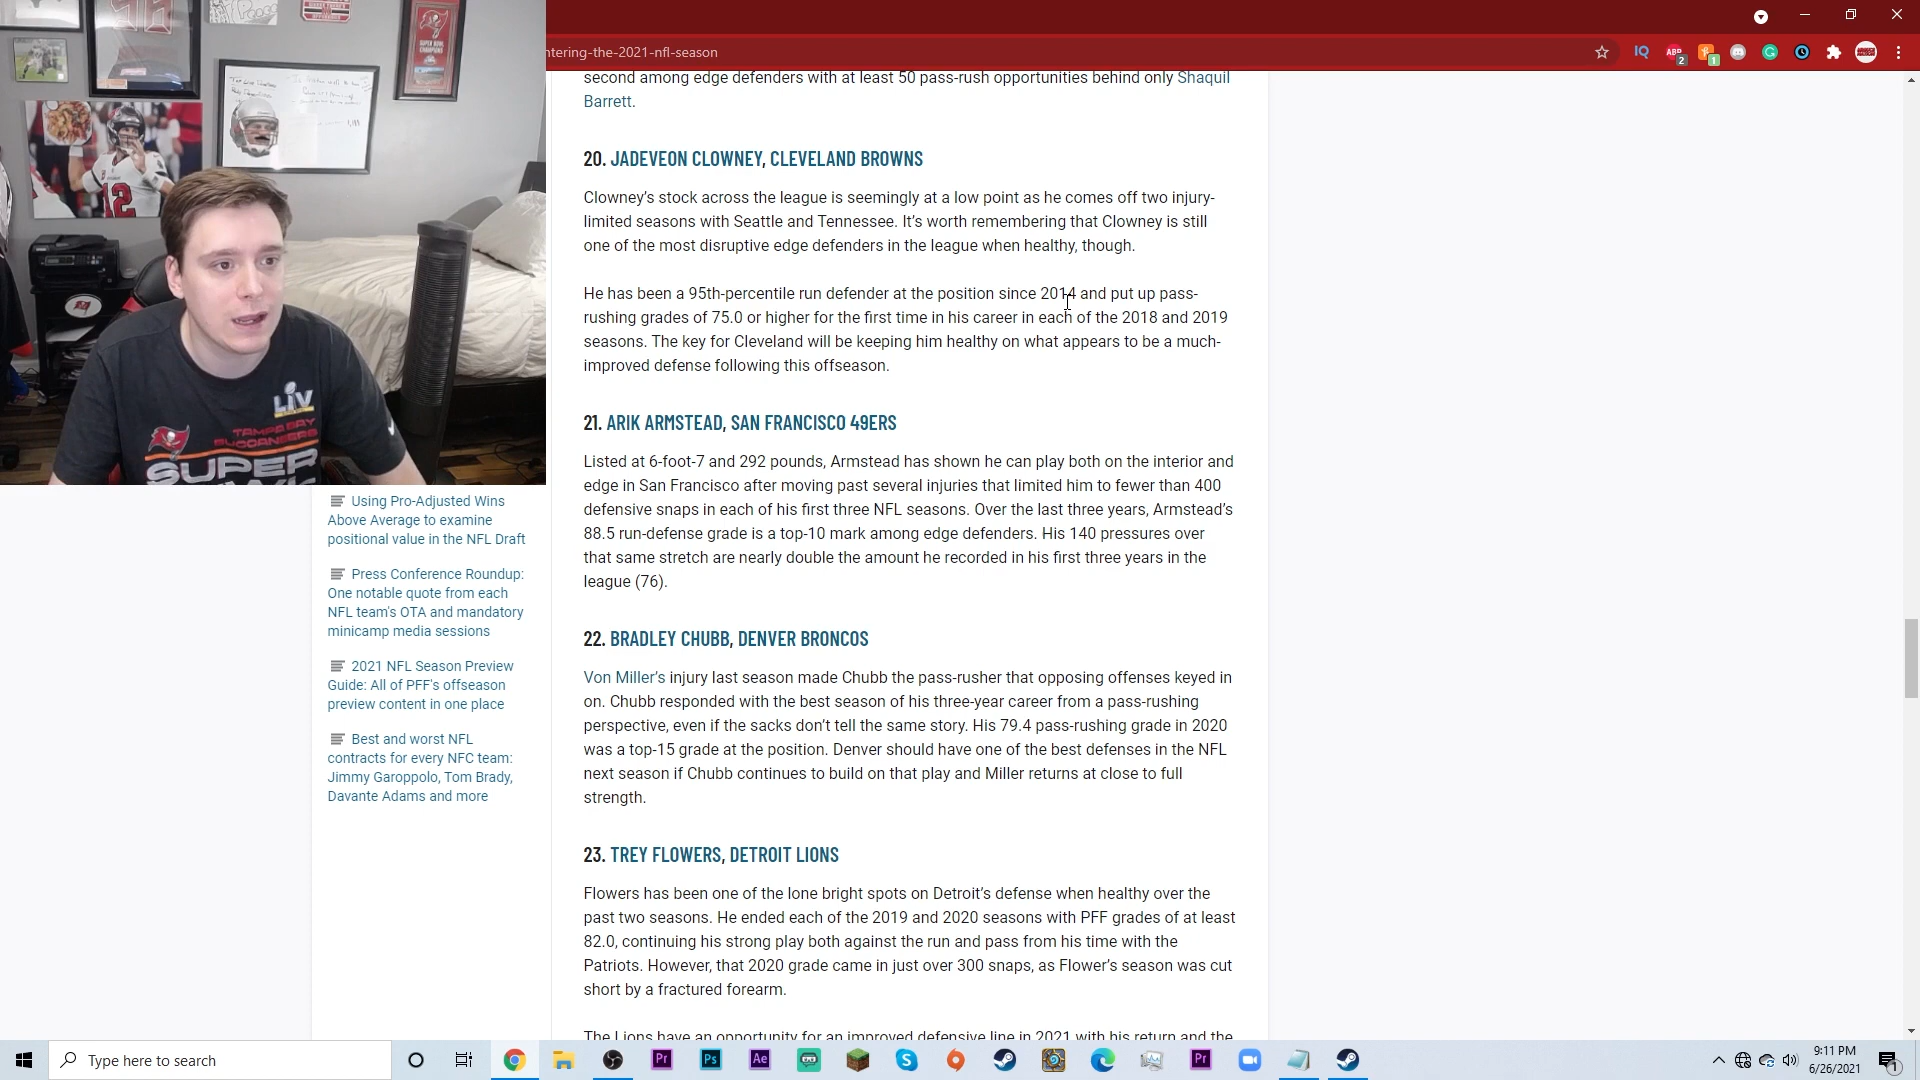 ntering-the-2021-nfl-season
second among edge defenders with at least 50 pass-rush opportunities behind only Shaquil
Barrett.
20. JADEVEON CLOWNEY, CLEVELAND BROWNS
Clowney's stock across the league is seemingly at a low point as he comes off two injury-
limited seasons with Seattle and Tennessee. It's worth remembering that Clowney is still
one of the most disruptive edge defenders in the league when healthy, though.
He has been a 95th-percentile run defender at the position since 2014 and put up pass-
rushing grades of 75.0 or higher for the first time in his career in each of the 2018 and 2019
seasons. The key for Cleveland will be keeping him healthy on what appears to be a much-
improved defense following this offseason.
21. ARIK ARMSTEAD, SAN FRANCISCO 49ERS
Listed at 6-foot-7 and 292 pounds, Armstead has shown he can play both on the interior and
edge in San Francisco after moving past several injuries that limited him to fewer than 400
defensive snaps in each of his first three NFL seasons. Over the last three years, Armstead's
88.5 run-defense grade is a top-10 mark among edge defenders. His 140 pressures over
that same stretch are nearly double the amount he recorded in his first three years in the
league (76).
22. BRADLEY CHUBB, DENVER BRONCOS
Von Miller's injury last season made Chubb the pass-rusher that opposing offenses keyed in
on. Chubb responded with the best season of his three-year career from a pass-rushing
perspective, even if the sacks don't tell the same story. His 79.4 pass-rushing grade in 2020
was a top-15 grade at the position. Denver should have one of the best defenses in the NFL
next season if Chubb continues to build on that play and Miller returns at close to full
strength.
23. TREY FLOWERS, DETROIT LIONS
Flowers has been one of the lone bright spots on Detroit's defense when healthy over the
past two seasons. He ended each of the 2019 and 2020 seasons with PFF grades of at least
82.0, continuing his strong play both against the run and pass from his time with the
Patriots. However, that 2020 grade came in just over 300 snaps, as Flower's season was cut
short by a fractured forearm.
The Lions have an opportunity for an improved defensive line in 2021 with his return and the
Using Pro-Adjusted Wins
Above Average to examine
positional value in the NFL Draft
Press Conference Roundup:
One notable quote from each
NFL team's OTA and mandatory
minicamp media sessions
2021 NFL Season Preview
Guide: All of PFF's offseason
preview content in one place
Best and worst NFL
contracts for every NFC team:
Jimmy Garoppolo, Tom Brady,
Davante Adams and more
12
LIV
TAMPA BAY
BUCCANEERS
SUPER
IQ
ABP
2
1
Type here to search
Pr
Ps
Ae
Pr
9:11 PM
6/26/2021
1